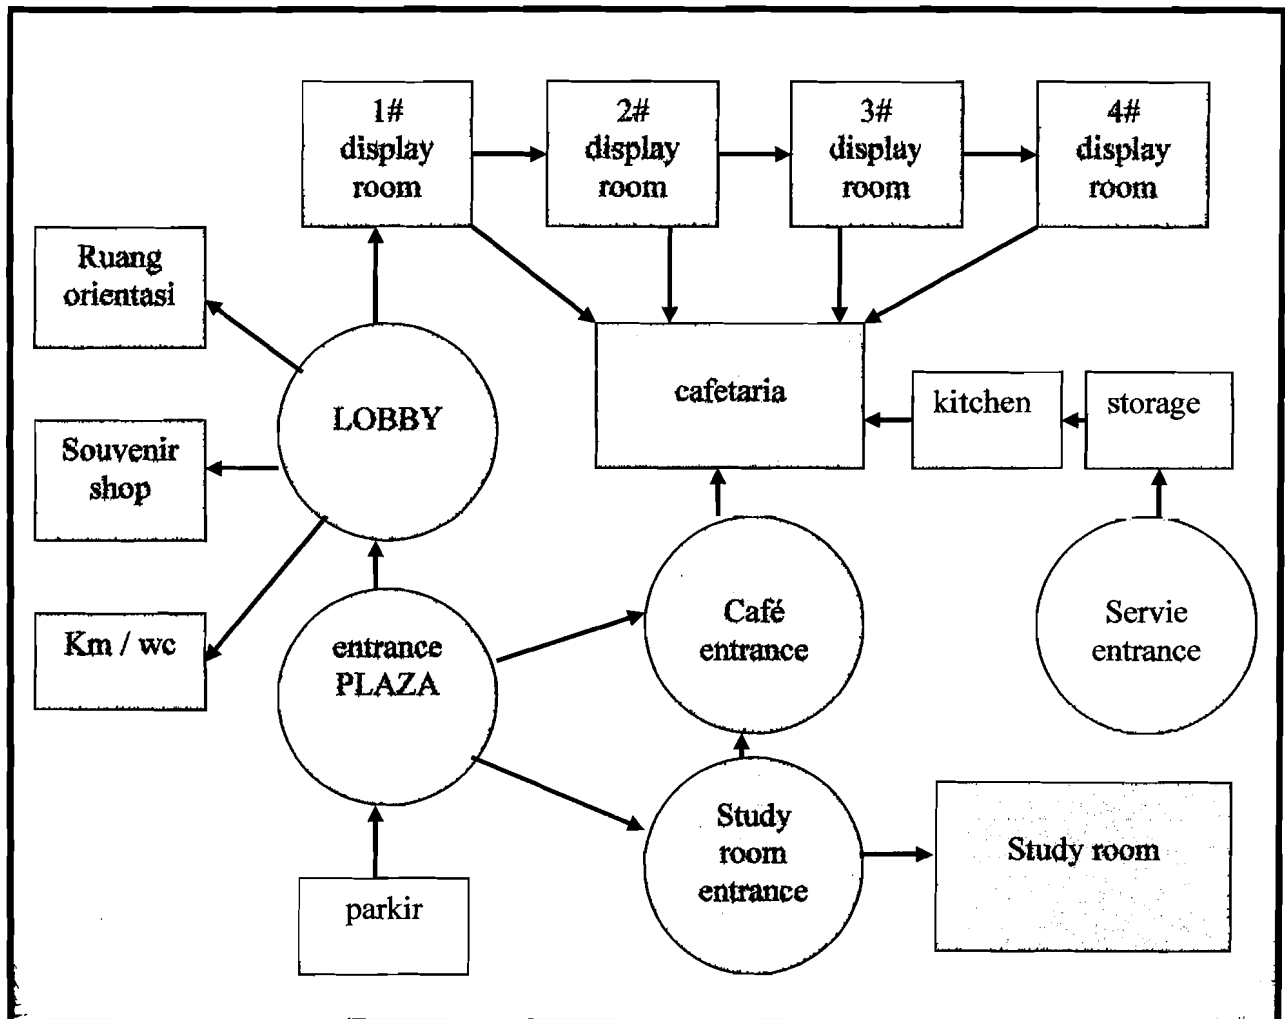 1#
display
room
2#
display
room
3#
display
room
4#
display
room
Ruang
orientasi
LOBBY
cafetaria
kitchen
storage
Souvenir
shop
Km / wc
entrance
PLAZA
Café
entrance
Servie
entrance
Study
room
entrance
Study room
parkir